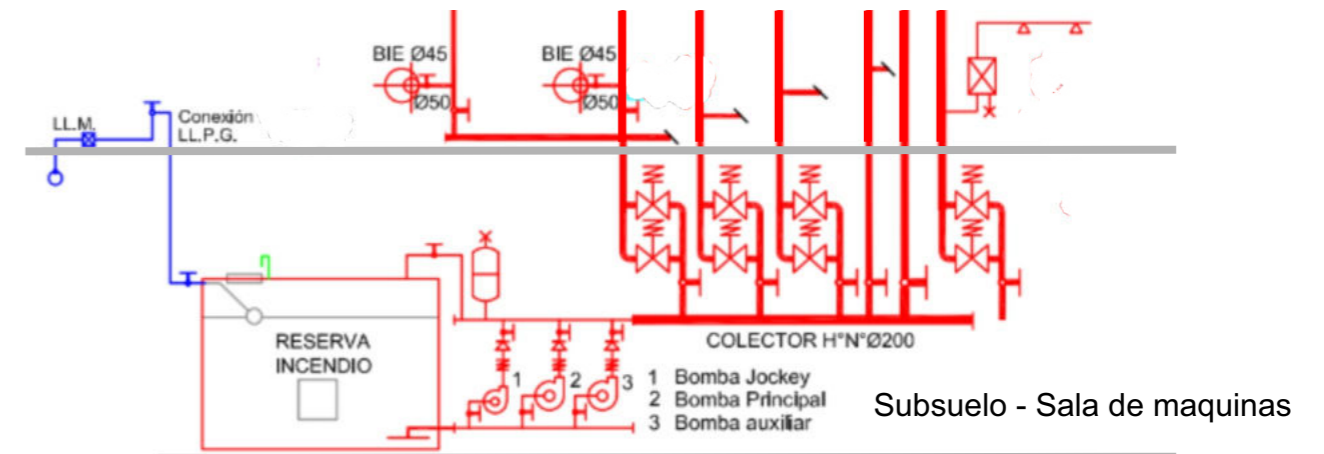 BIE Ø45
BIE Ø45
Ø50
Ø50
LL.M.
Conexión
LL.P.G.
RESERVA
INCENDIO
COLECTOR H°N°Ø200
1
2
3
1 Bomba Jockey
2 Bomba Principal
3 Bomba auxiliar
Subsuelo - Sala de maquinas